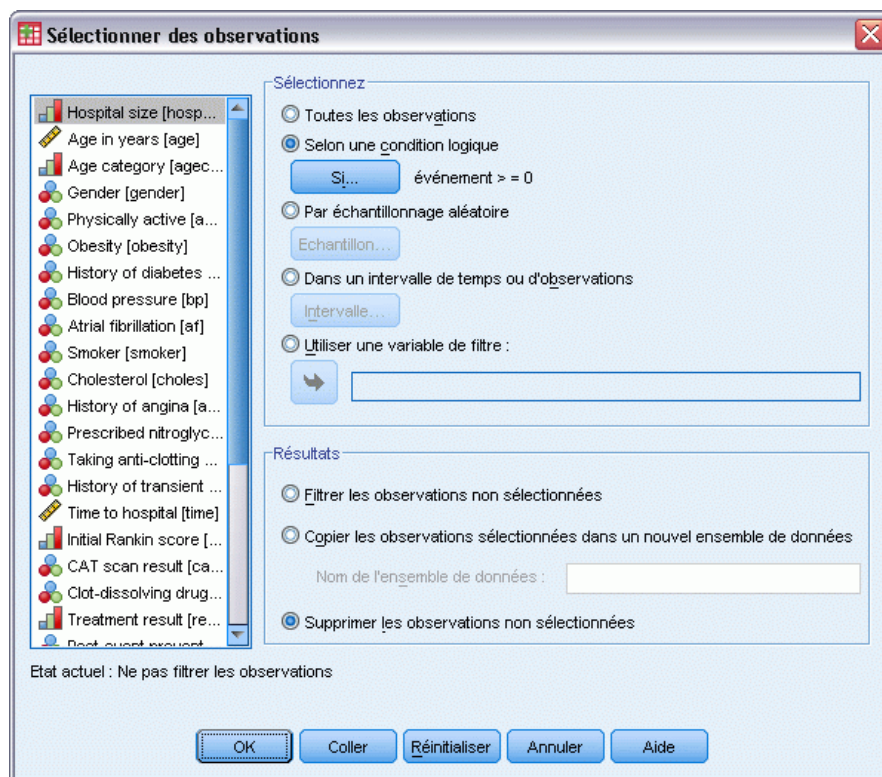 Sélectionner des observations
Hospital size [hosp...
Age in years [age]
Age category [agec...
Gender [gender]
Physically active [a...
Obesity [obesity]
History of diabetes ...
Blood pressure [bp]
Atrial fibrillation [af]
Smoker [smoker]
Cholesterol [choles]
History of angina [a...
Prescribed nitroglyc...
Taking anti-clotting ...
History of transient ...
Time to hospital [time]
Initial Rankin score [...
CAT scan result [ca...
Clot-dissolving drug...
Treatment result [re...
Post-event prevent...
Sélectionnez
Toutes les observations
Selon une condition logique
Si... événement > = 0
Par échantillonnage aléatoire
Echantillon...
Dans un intervalle de temps ou d'observations
Intervalle...
Utiliser une variable de filtre :
Résultats
Filtrer les observations non sélectionnées
Copier les observations sélectionnées dans un nouvel ensemble de données
Nom de l'ensemble de données :
Supprimer les observations non sélectionnées
Etat actuel : Ne pas filtrer les observations
OK Coller Réinitialiser Annuler Aide